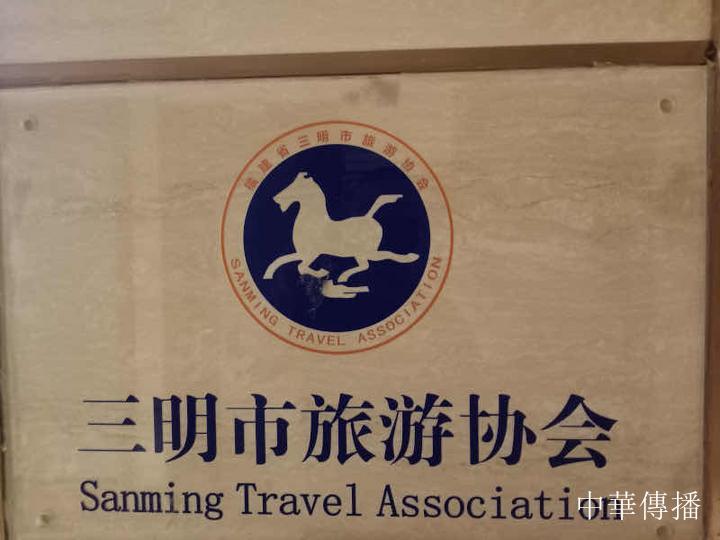 福建省三明市旅游协会
SANMING TRAVEL ASSOCIATION
三明市旅游协会
Sanming Travel Association
中華傳播